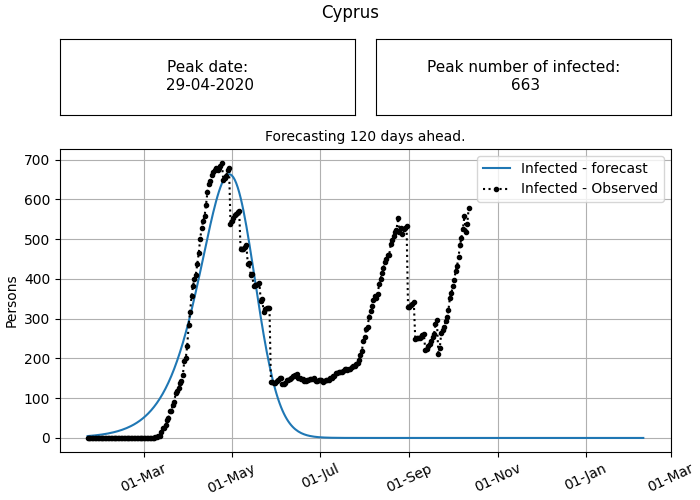 Cyprus
Peak date:
29-04-2020
Peak number of infected:
663
Forecasting 120 days ahead.
Infected - forecast
Infected - Observed
Persons
700
600
500
400
300
200
100
0
01-Mar
01-May
01-Jul
01-Sep
01-Nov
01-Jan
01-Mar